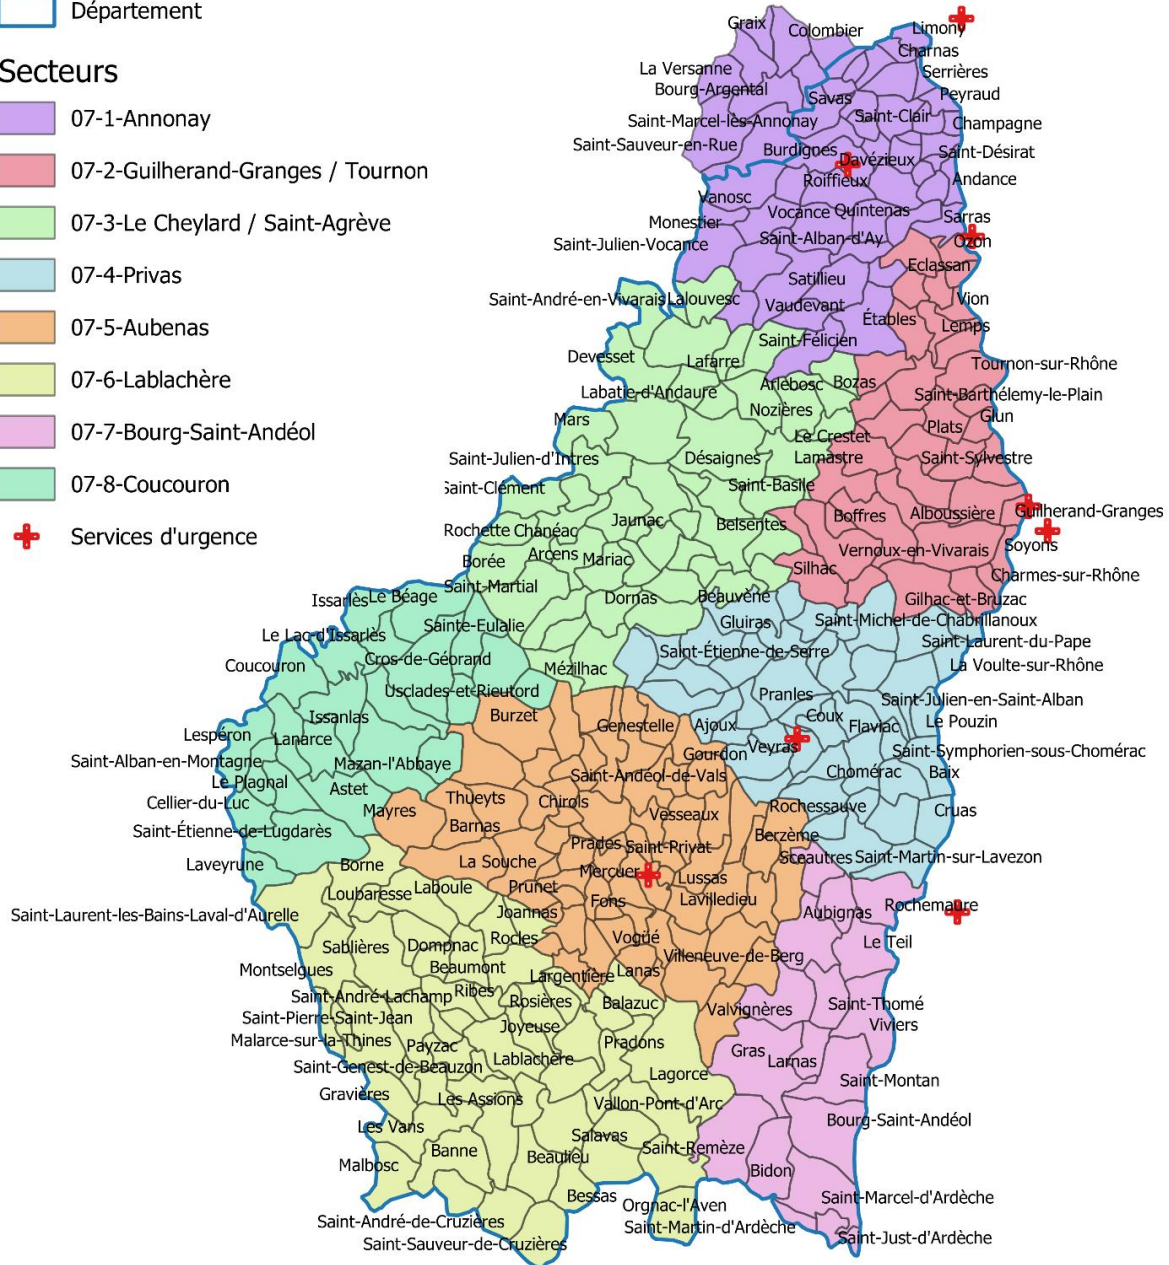 Département
Secteurs
07-1-Annonay
07-2-Guilherand-Granges / Tournon
07-3-Le Cheylard / Saint-Agrève
07-4-Privas
07-5-Aubenas
07-6-Lablachère
07-7-Bourg-Saint-Andéol
07-8-Coucouron
Services d'urgence
Graix
Colombier
Limony
Charnas
La Versanne
Serrières
Bourg-Argental
Savas
Peyraud
Saint-Marcel-lès-Annonay
Saint-Clair
Champagne
Saint-Sauveur-en-Rue
Burdignes
Davézieux
Saint-Désirat
Roiffieux
Andance
Vanosc
Vocance
Quintenas
Sarras
Monestier
Saint-Julien-Vocance
Saint-Alban-d'Ay
Ozon
Eclassan
Satillieu
Saint-André-en-Vivarais
Lalouvesc
Vaudevant
Vion
Étables
Lemps
Saint-Félicien
Devesset
Lafarre
Tournon-sur-Rhône
Labatie-d'Andaure
Arlebosc
Bozas
Saint-Barthélemy-le-Plain
Nozières
Glun
Mars
Plats
Le Crestet
Saint-Julien-d'Intres
Désaignes
Lamastre
Saint-Sylvestre
Saint-Clément
Saint-Basile
Jaunac
Belsentes
Boffres
Alboussière
Guilherand-Granges
Rochette
Chanéac
Arcens
Mariac
Vernoux-en-Vivarais
Soyons
Borée
Silhac
Charmes-sur-Rhône
Saint-Martial
Issarlès
Le Béage
Dornas
Beauvène
Gilhac-et-Bruzac
Sainte-Eulalie
Gluiras
Saint-Michel-de-Chabrillanoux
Le Lac-d'Issarlès
Saint-Laurent-du-Pape
Coucouron
Cros-de-Géorand
Saint-Étienne-de-Serre
La Voulte-sur-Rhône
Mézilhac
Usclades-et-Rieutord
Pranles
Saint-Julien-en-Saint-Alban
Issanlas
Burzet
Genestelle
Ajoux
Coux
Flaviac
Le Pouzin
Lespéron
Lanarce
Gourdon
Veyras
Saint-Symphorien-sous-Chomérac
Saint-Alban-en-Montagne
Mazan-l'Abbaye
Saint-Andéol-de-Vals
Chomérac
Baix
Le Plagnal
Astet
Cellier-du-Luc
Mayres
Thueyts
Chirols
Vesseaux
Rochessauve
Cruas
Saint-Étienne-de-Lugdarès
Barnas
Prades
Saint-Privat
Berzème
Laveyrune
Borne
La Souche
Mercuer
Lussas
Sceautres
Saint-Martin-sur-Lavezon
Loubaresse
Laboule
Prunet
Fons
Lavilledieu
Saint-Laurent-les-Bains-Laval-d'Aurelle
Joannas
Aubignas
Rochemaure
Sablières
Dompnac
Rocles
Vogüé
Le Teil
Montselgues
Beaumont
Largentière
Lanas
Villeneuve-de-Berg
Saint-André-Lachamp
Ribes
Rosières
Balazuc
Valvignères
Saint-Thomé
Saint-Pierre-Saint-Jean
Joyeuse
Viviers
Malarce-sur-la-Thines
Payzac
Lablachère
Pradons
Gras
Larnas
Saint-Genest-de-Beauzon
Lagorce
Saint-Montan
Gravières
Les Assions
Vallon-Pont-d'Arc
Bourg-Saint-Andéol
Les Vans
Salavas
Saint-Remèze
Malbosc
Banne
Beaulieu
Bidon
Bessas
Orgnac-l'Aven
Saint-Marcel-d'Ardèche
Saint-André-de-Cruzières
Saint-Martin-d'Ardèche
Saint-Sauveur-de-Cruzières
Saint-Just-d'Ardèche